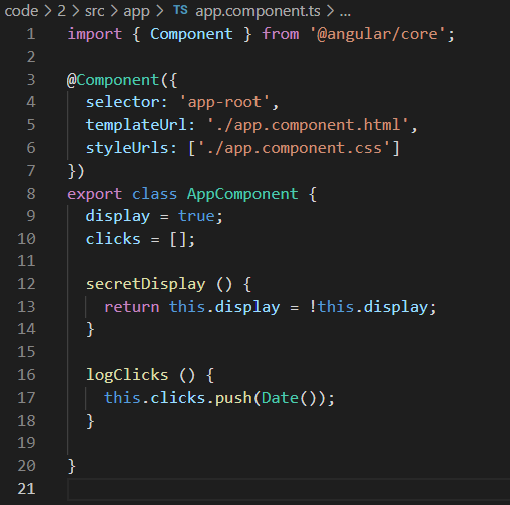 code > 2 > src > app > TS app.component.ts > ...
1 import { Component } from '@angular/core';
2
3 @Component({
4   selector: 'app-root',
5   templateUrl: './app.component.html',
6   styleUrls: ['./app.component.css']
7 })
8 export class AppComponent {
9   display = true;
10   clicks = [];
11
12   secretDisplay () {
13     return this.display = !this.display;
14   }
15
16   logClicks () {
17     this.clicks.push(Date());
18   }
19
20 }
21